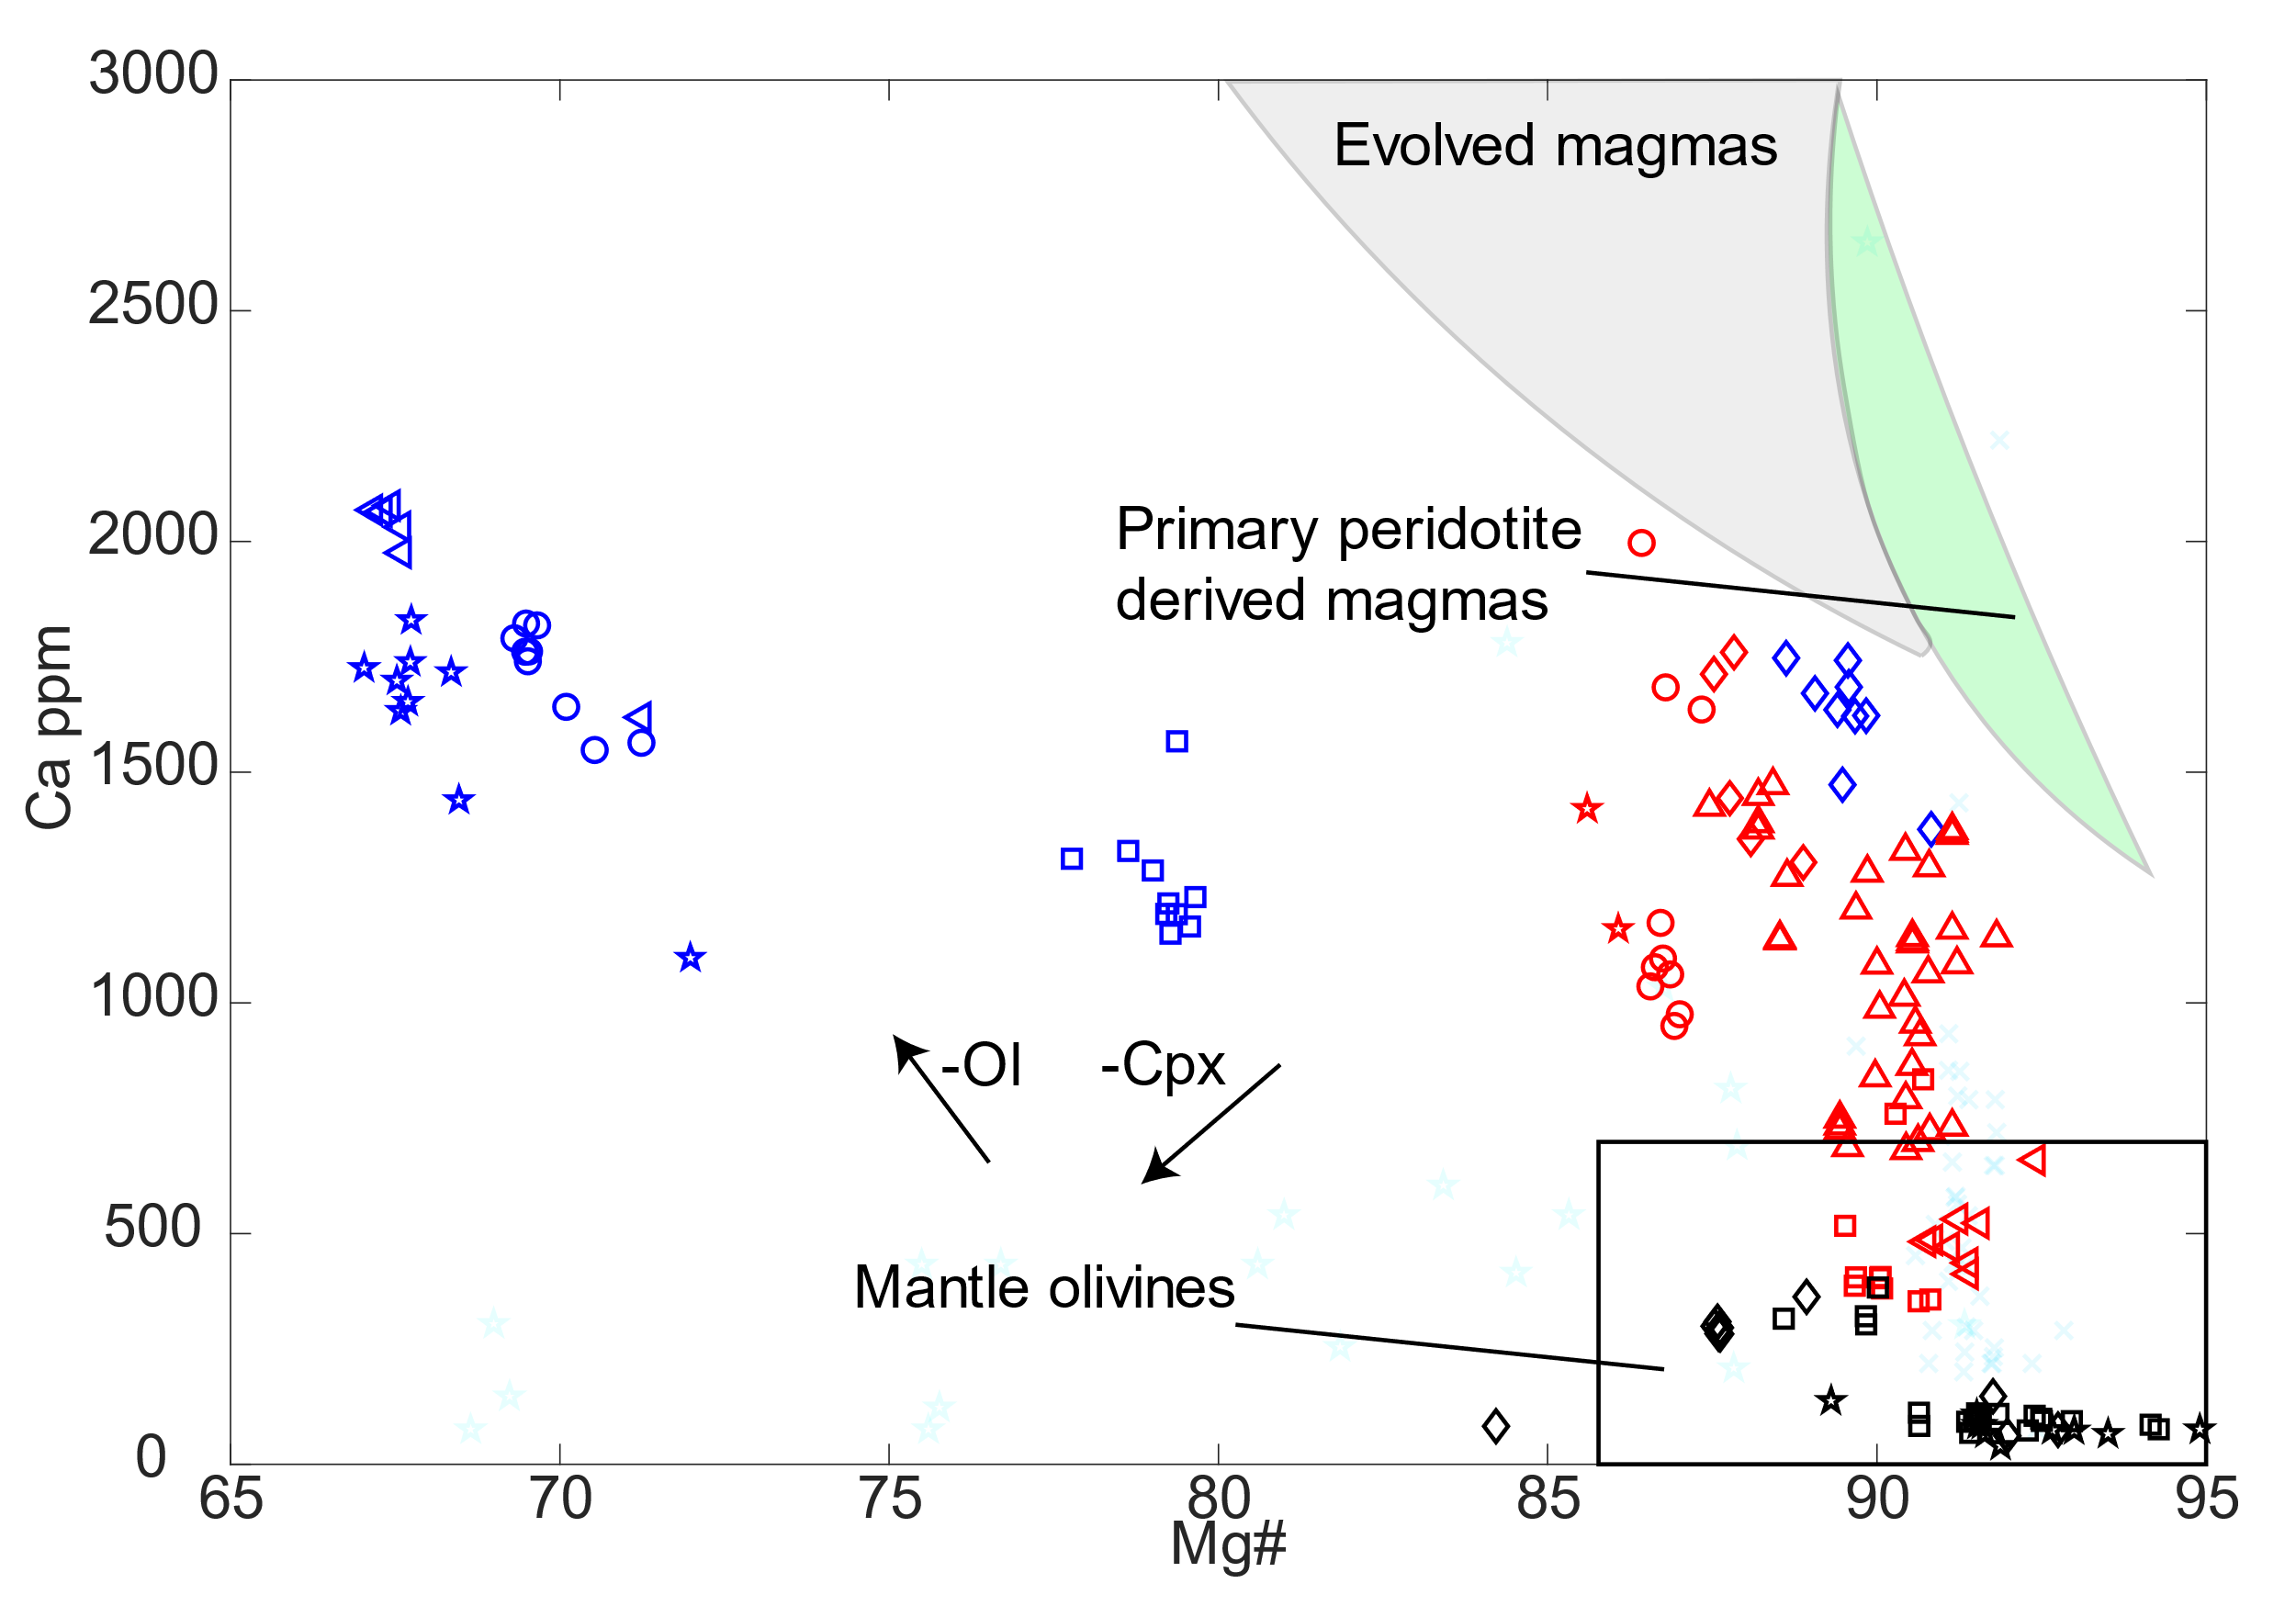 3000
Evolved magmas
2500
2000
Primary peridotite
derived magmas
Ca ppm
1500
1000
-Ol
-Cpx
500
Mantle olivines
0
65
70
75
80
85
90
95
Mg#